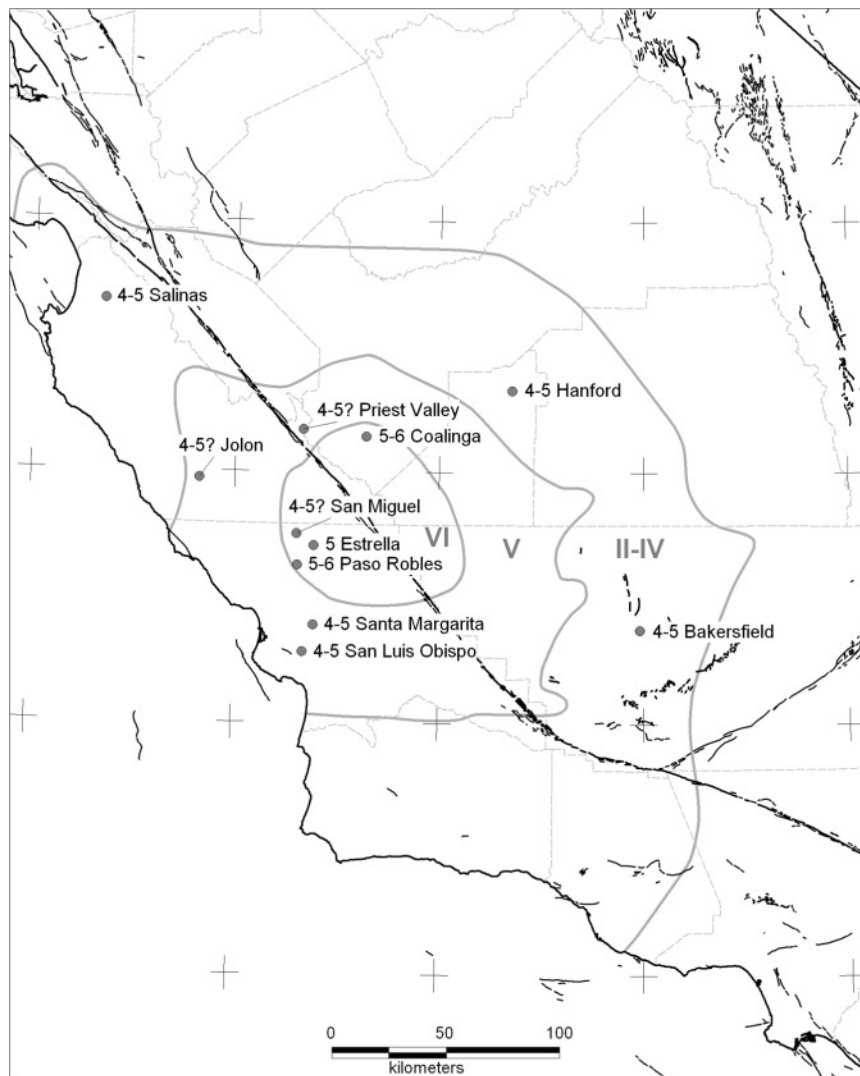 4-5 Salinas
4-5 Hanford
4-5? Priest Valley
5-6 Coalinga
4-5? Jolon
4-5? San Miguel
VI
V
II-IV
5 Estrella
5-6 Paso Robles
4-5 Santa Margarita
4-5 Bakersfield
4-5 San Luis Obispo
0 50 100
kilometers